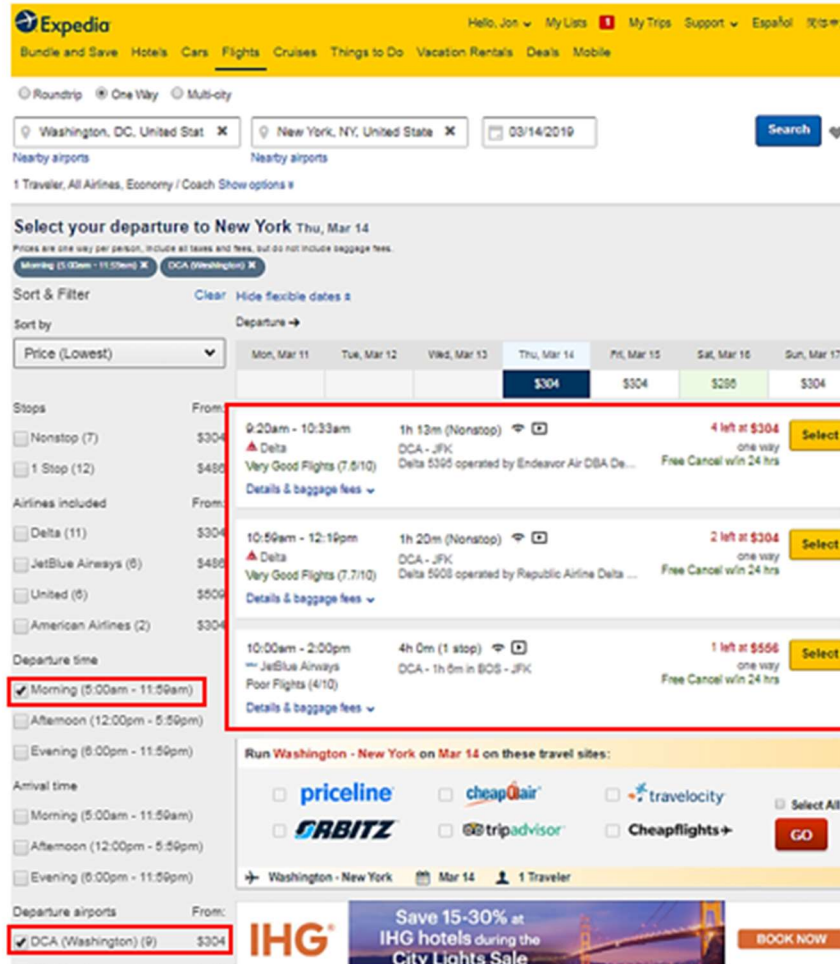 Expedia
Hello, Jon My Lists 1 My Trips Support Español
Bundle and Save Hotels Cars Flights Cruises Things to Do Vacation Rentals Deals Mobile
Roundtrip One Way Multi-city
Washington, DC, United Stat × New York, NY, United State × 03/14/2019 Search
Nearby airports Nearby airports
1 Traveler, All Airlines, Economy / Coach Show options
Select your departure to New York Thu, Mar 14
Prices are one way per person, include all taxes and fees, but do not include baggage fees.
Morning (5:00am - 11:59am) × DCA (Washington) ×
Sort & Filter Clear Hide flexible dates
Sort by Departure →
Price (Lowest) Mon, Mar 11 Tue, Mar 12 Wed, Mar 13 Thu, Mar 14 Fri, Mar 15 Sat, Mar 16 Sun, Mar 17
$304 $304 $286 $304
Stops From:
Nonstop (7) $304
1 Stop (12) $486
Airlines included From:
Delta (11) $304
JetBlue Airways (6) $486
United (6) $509
American Airlines (2) $304
Departure time
Morning (5:00am - 11:59am)
Afternoon (12:00pm - 5:59pm)
Evening (6:00pm - 11:59pm)
Arrival time
Morning (5:00am - 11:59am)
Afternoon (12:00pm - 5:59pm)
Evening (6:00pm - 11:59pm)
Departure airports From:
DCA (Washington) (9) $304
9:20am - 10:33am 1h 13m (Nonstop) 4 left at $304 Select
Delta DCA - JFK one way
Very Good Flights (7.6/10) Delta 5395 operated by Endeavor Air DBA De... Free Cancel w/in 24 hrs
Details & baggage fees
10:59am - 12:19pm 1h 20m (Nonstop) 2 left at $304 Select
Delta DCA - JFK one way
Very Good Flights (7.7/10) Delta 5908 operated by Republic Airline Delta ... Free Cancel w/in 24 hrs
Details & baggage fees
10:00am - 2:00pm 4h 0m (1 stop) 1 left at $556 Select
JetBlue Airways DCA - 1h 6m in BOS - JFK one way
Poor Flights (4/10) Free Cancel w/in 24 hrs
Details & baggage fees
Run Washington - New York on Mar 14 on these travel sites:
priceline cheapOair travelocity Select All
ORBITZ tripadvisor Cheapflights GO
Washington - New York Mar 14 1 Traveler
IHG Save 15-30% at
IHG hotels during the BOOK NOW
City Lights Sale